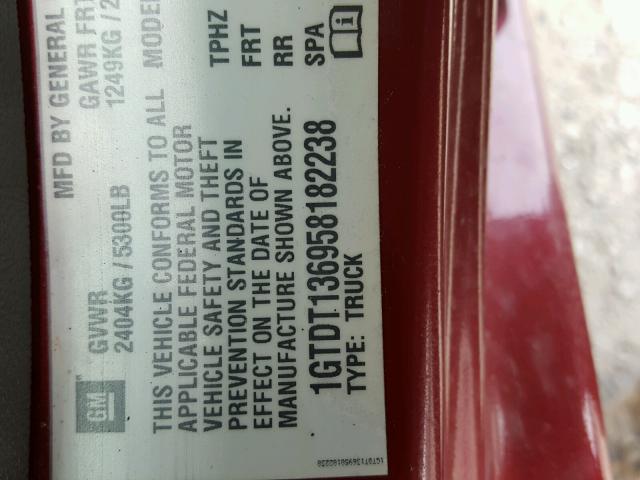 MFD BY GENERAL
GM
GVWR
GAWR FRT
2404KG / 5300LB
1249KG / 2
THIS VEHICLE CONFORMS TO ALL
APPLICABLE FEDERAL MOTOR
VEHICLE SAFETY AND THEFT
PREVENTION STANDARDS IN
EFFECT ON THE DATE OF
MANUFACTURE SHOWN ABOVE.
1GTDT136958182238
TYPE: TRUCK
MODEL
TPHZ
FRT
RR
SPA
1GTDT136958182238